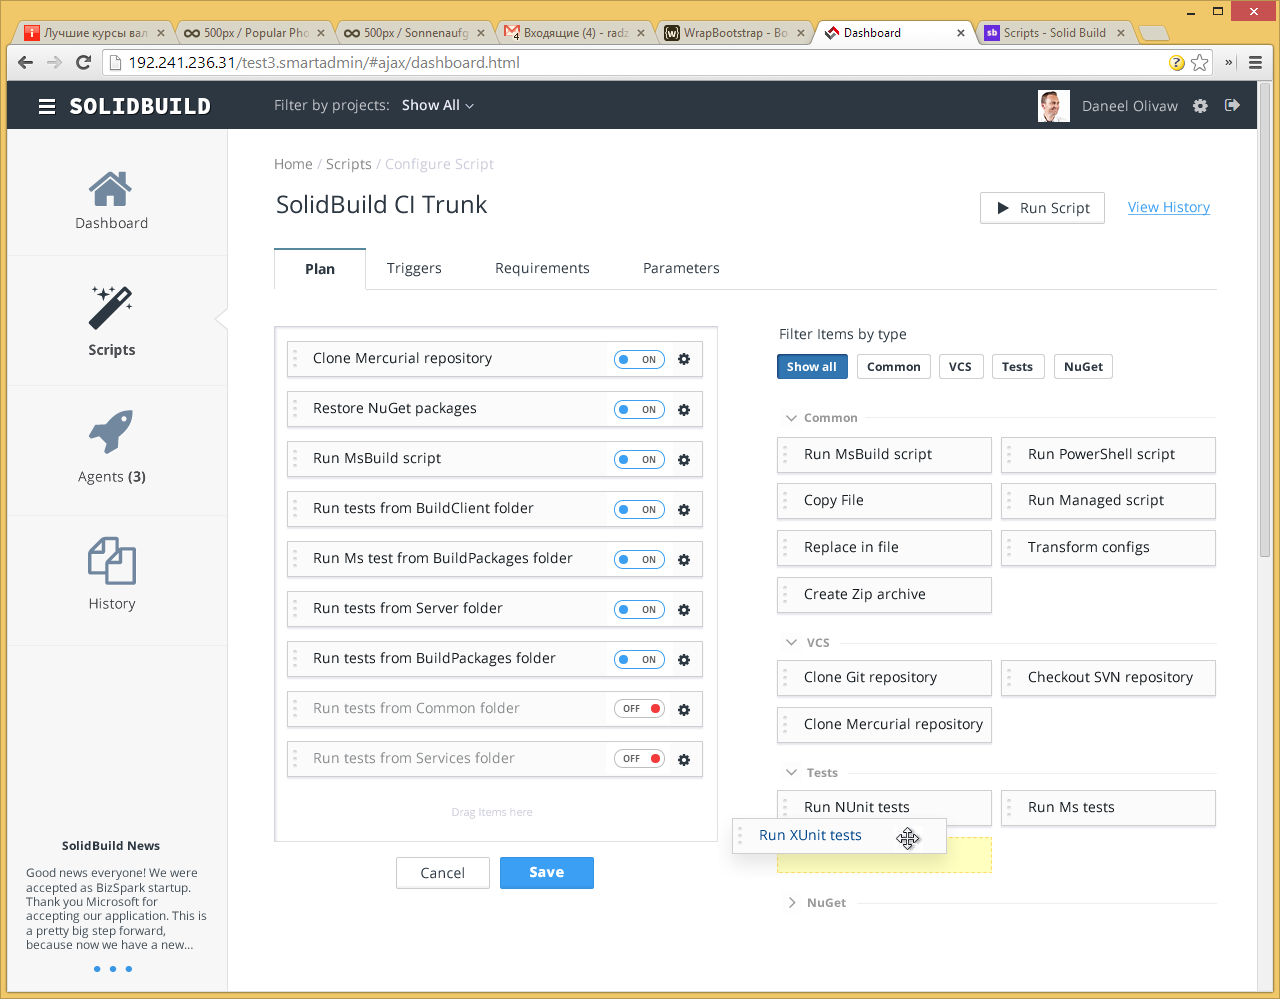 Лучшие курсы вал
500px / Popular Pho
500px / Sonnenaufg
Входящие (4) - radz
WrapBootstrap - Bo
Dashboard
Scripts - Solid Build
192.241.236.31/test3.smartadmin/#ajax/dashboard.html
SOLIDBUILD
Filter by projects: Show All
Daneel Olivaw
Dashboard
Scripts
Agents (3)
History
SolidBuild News
Good news everyone! We were
accepted as BizSpark startup.
Thank you Microsoft for
accepting our application. This is
a pretty big step forward,
because now we have a new...
Home / Scripts / Configure Script
SolidBuild CI Trunk
Run Script
View History
Plan
Triggers
Requirements
Parameters
Clone Mercurial repository ON
Restore NuGet packages ON
Run MsBuild script ON
Run tests from BuildClient folder ON
Run Ms test from BuildPackages folder ON
Run tests from Server folder ON
Run tests from BuildPackages folder ON
Run tests from Common folder OFF
Run tests from Services folder OFF
Drag Items here
Cancel
Save
Filter Items by type
Show all
Common
VCS
Tests
NuGet
Common
Run MsBuild script
Run PowerShell script
Copy File
Run Managed script
Replace in file
Transform configs
Create Zip archive
VCS
Clone Git repository
Checkout SVN repository
Clone Mercurial repository
Tests
Run NUnit tests
Run Ms tests
Run XUnit tests
NuGet